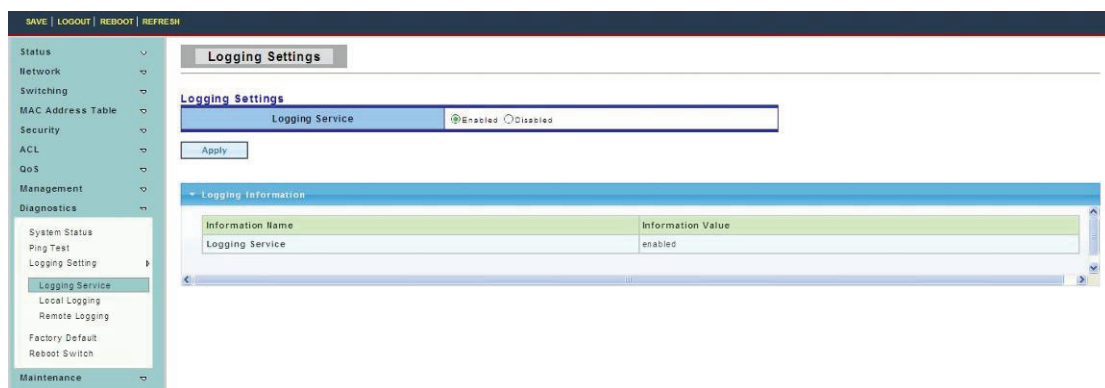 SAVE | LOGOUT | REBOOT | REFRESH
Status
Network
Switching
MAC Address Table
Security
ACL
QoS
Management
Diagnostics
System Status
Ping Test
Logging Setting
Logging Service
Local Logging
Remote Logging
Factory Default
Reboot Switch
Maintenance
Logging Settings
Logging Settings
Logging Service Enabled Disabled
Apply
Logging Information
Information Name Information Value
Logging Service enabled